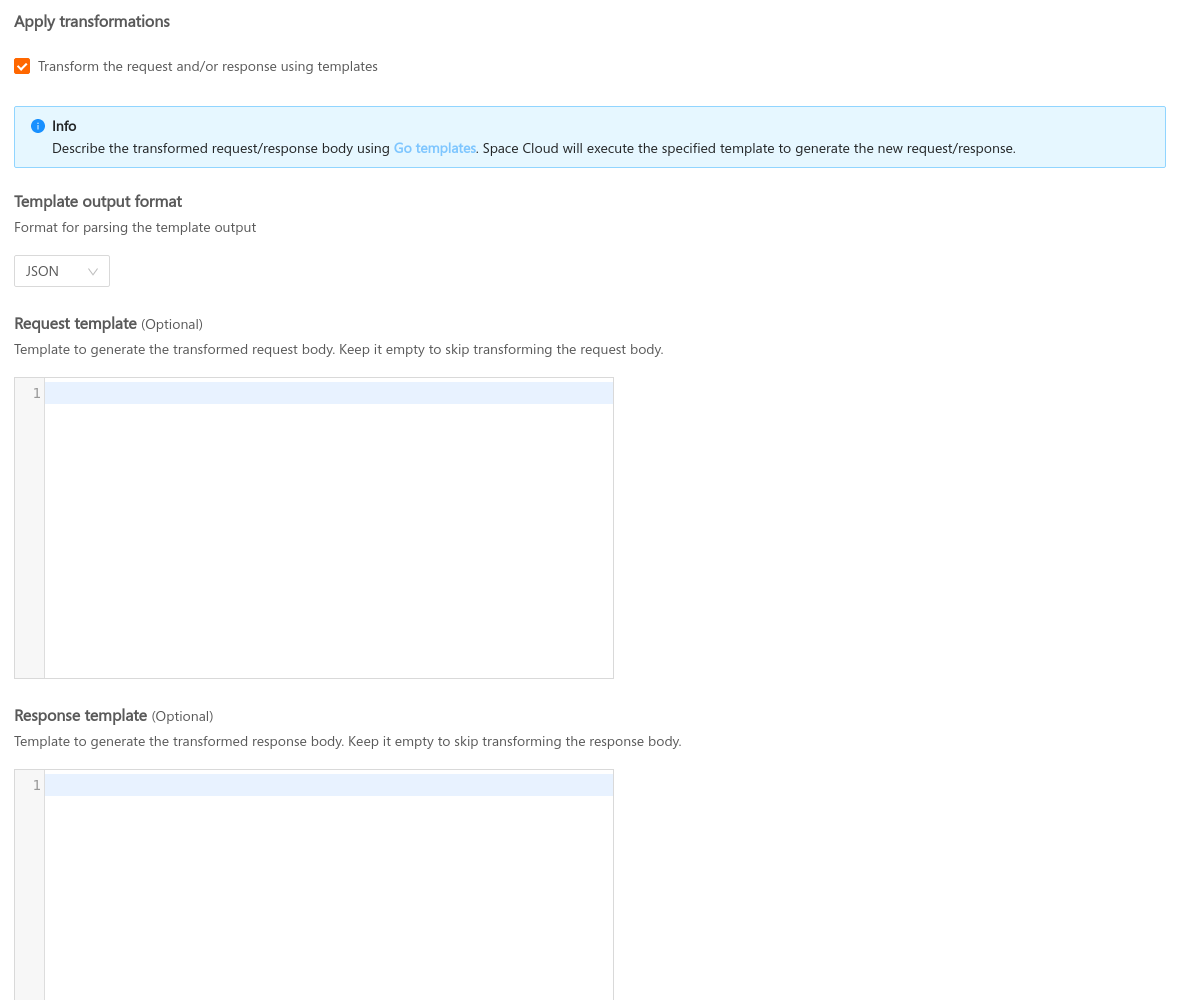 Apply transformations
Transform the request and/or response using templates
Info
Describe the transformed request/response body using Go templates. Space Cloud will execute the specified template to generate the new request/response.
Template output format
Format for parsing the template output
JSON
Request template (Optional)
Template to generate the transformed request body. Keep it empty to skip transforming the request body.
1
Response template (Optional)
Template to generate the transformed response body. Keep it empty to skip transforming the response body.
1